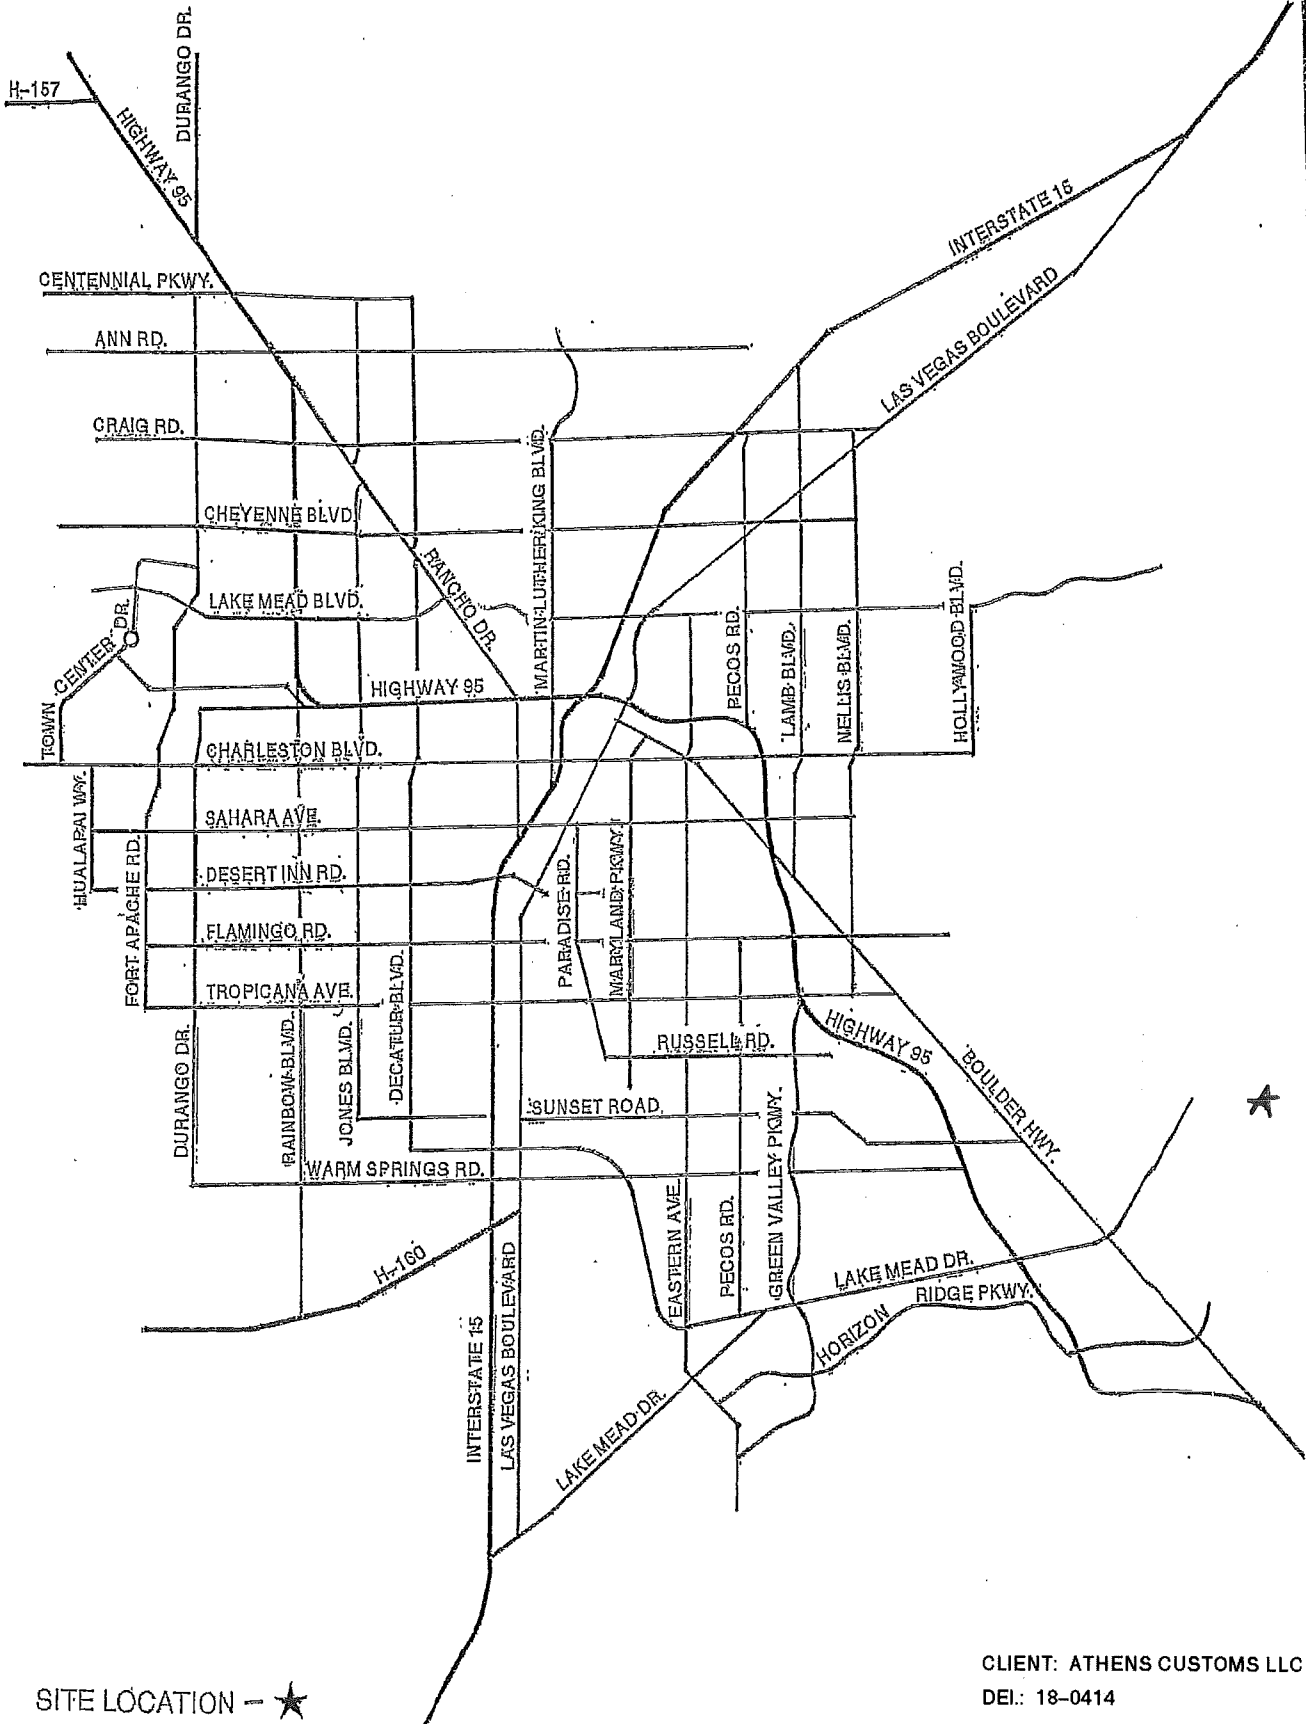 DURANGO DR.
H-157
HIGHWAY 95
INTERSTATE 15
CENTENNIAL PKWY.
LAS VEGAS BOULEVARD
ANN RD.
CRAIG RD.
MARTIN LUTHER KING BLVD.
CHEYENNE BLVD.
RANCHO DR.
LAKE MEAD BLVD.
HOLLYWOOD BLVD.
PECOS RD.
LAMB BLVD.
NELLIS BLVD.
TOWN CENTER DR.
HIGHWAY 95
CHARLESTON BLVD.
HUALAPAI WY.
SAHARA AVE.
FORT APACHE RD.
DESERT INN RD.
PARADISE RD.
MARYLAND PKWY.
FLAMINGO RD.
TROPICANA AVE.
DECATUR BLVD.
DURANGO DR.
RAINBOW BLVD.
JONES BLVD.
RUSSELL RD.
HIGHWAY 95
BOULDER HWY.
SUNSET ROAD
GREEN VALLEY PKWY.
WARM SPRINGS RD.
EASTERN AVE.
PECOS RD.
H-160
LAKE MEAD DR.
HORIZON RIDGE PKWY.
INTERSTATE 15
LAS VEGAS BOULEVARD
LAKE MEAD DR.
CLIENT: ATHENS CUSTOMS LLC
SITE LOCATION - ★
DEI.: 18-0414